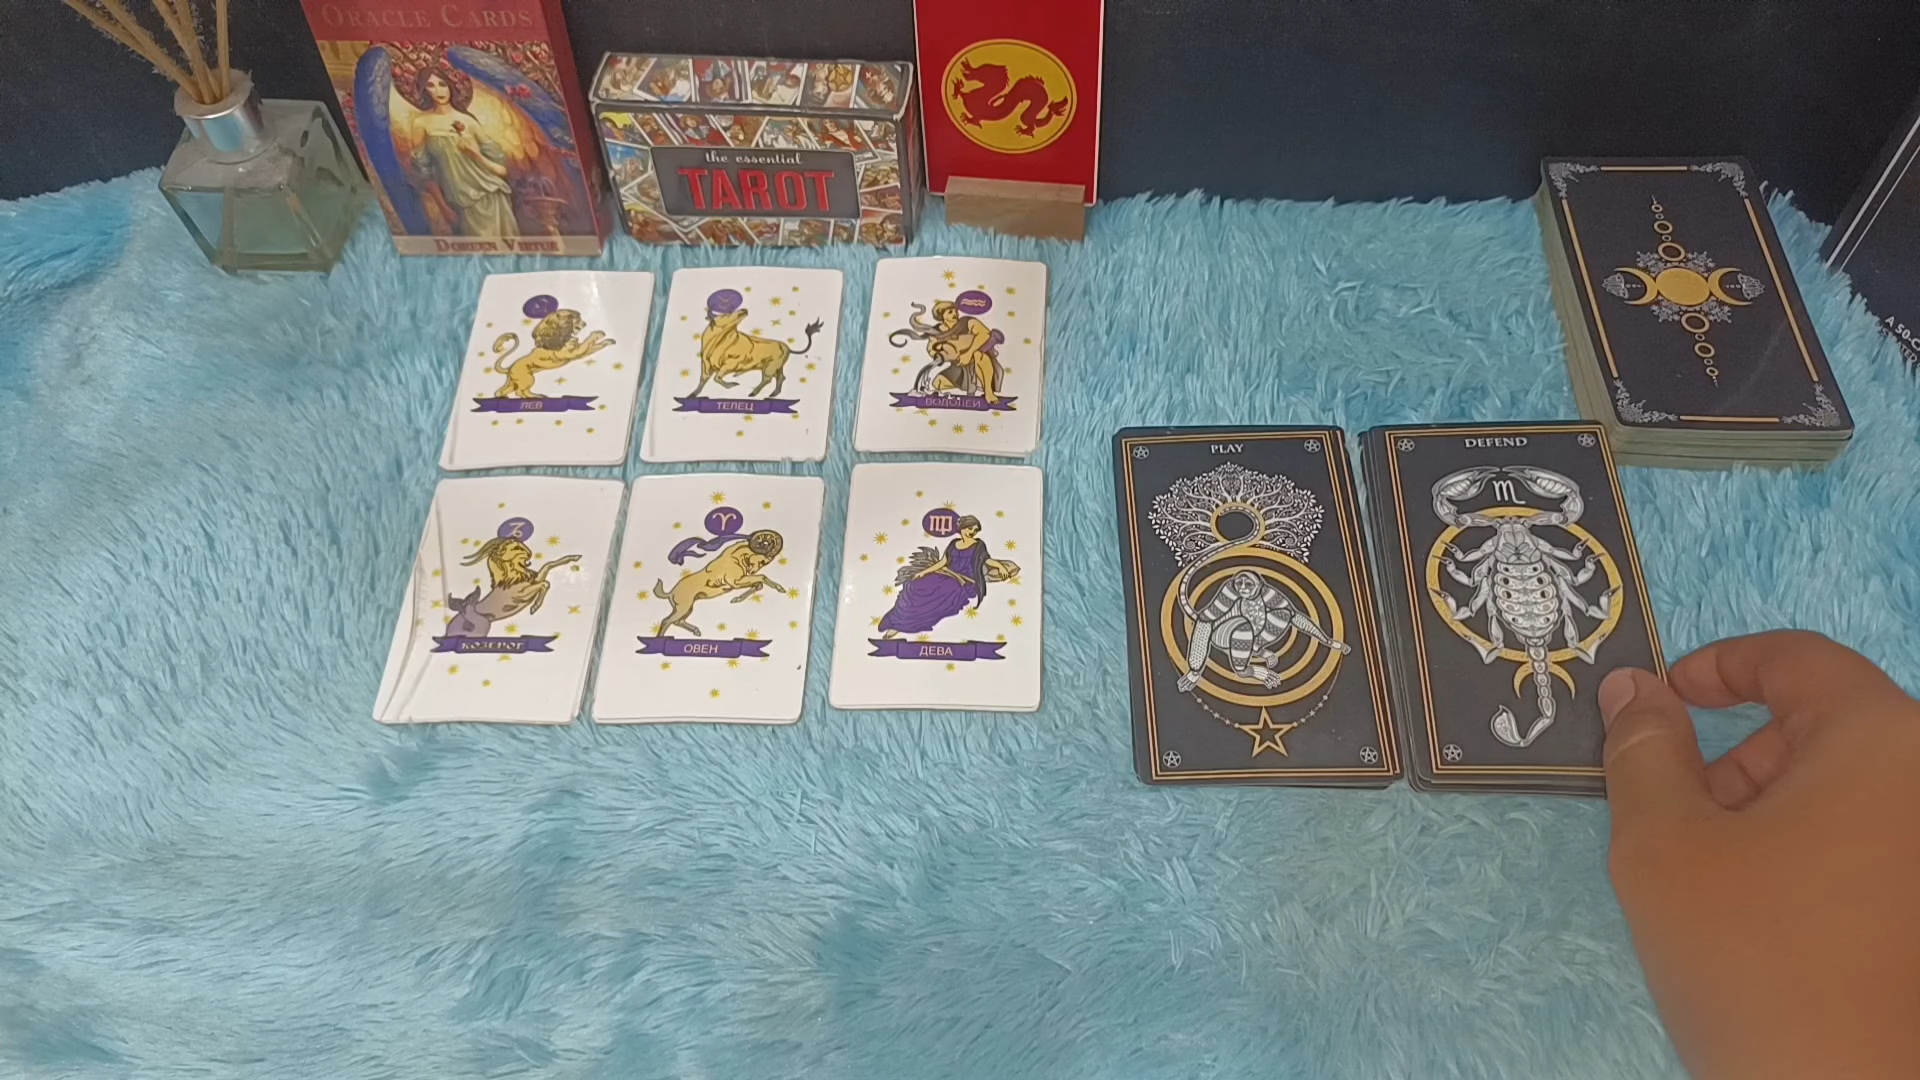 ORACLE CARDS
DOREEN VIRTUE
the essential
TAROT
ЛЕВ
ТЕЛЕЦ
ВОДОЛЕЙ
КОЗЕРОГ
ОВЕН
ДЕВА
PLAY
DEFEND